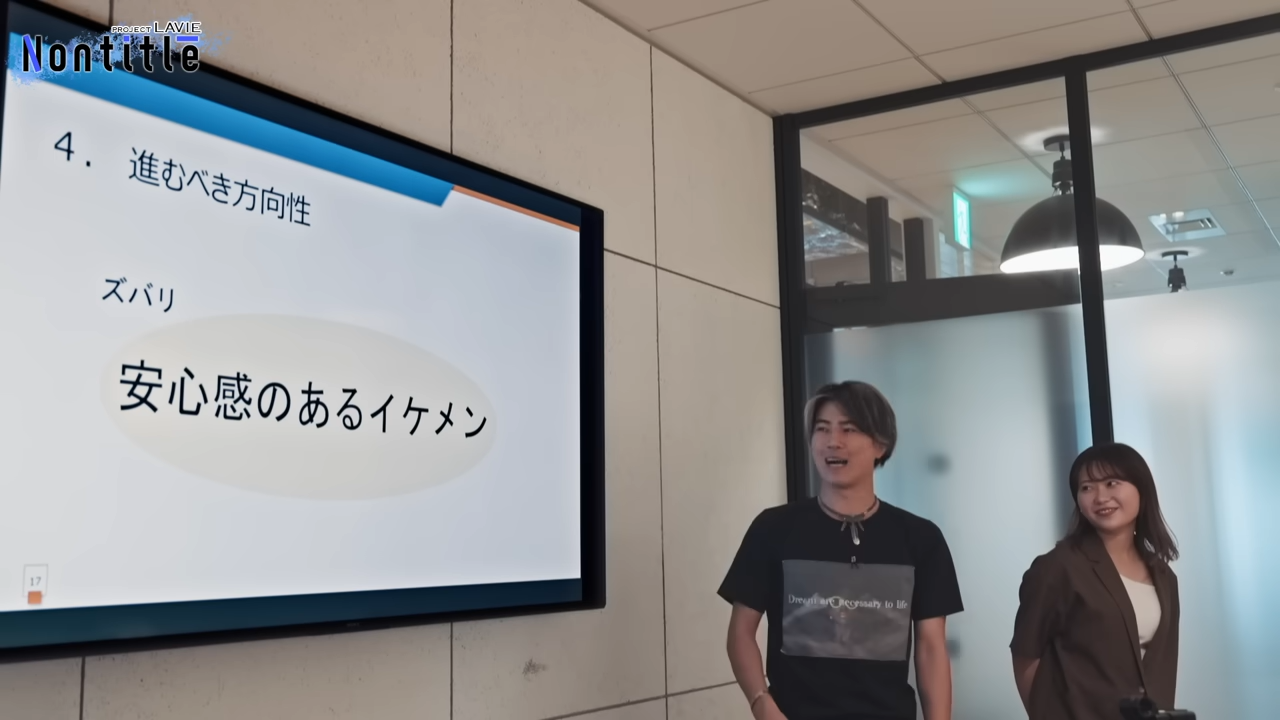 PROJECT LAVIE
Nontitle
4． 進むべき方向性
ズバリ
安心感のあるイケメン
17
Dream are necessary to life